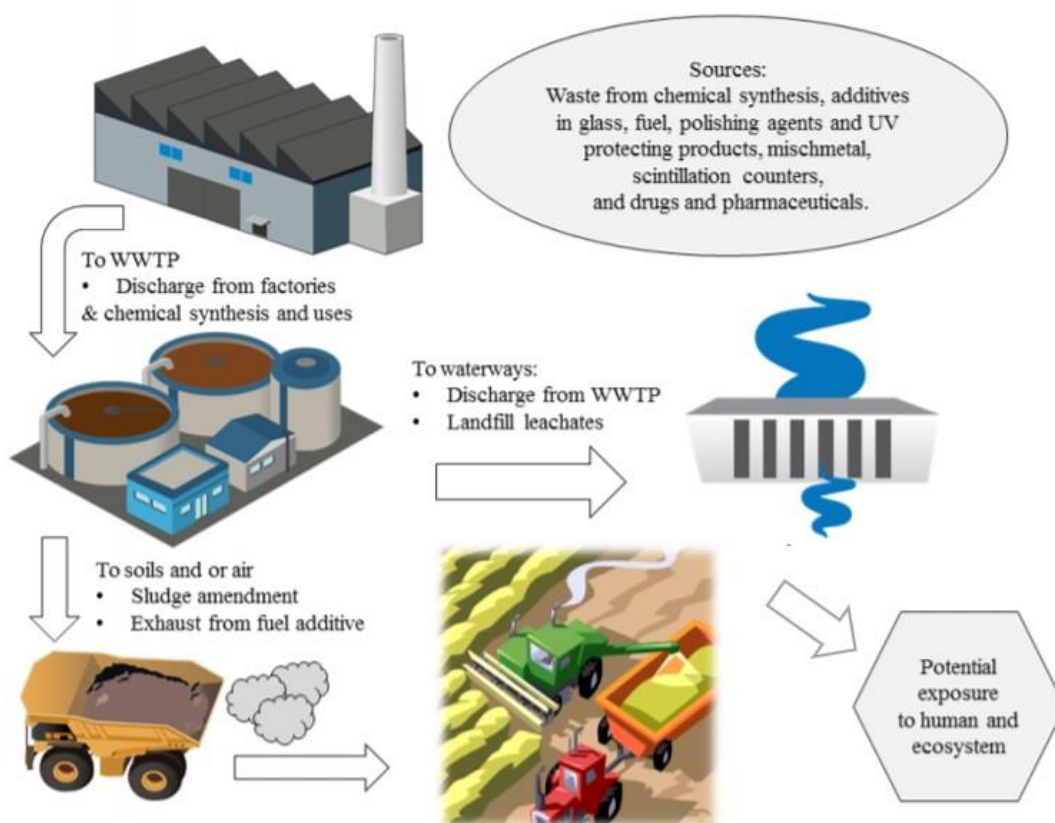 Sources:
Waste from chemical synthesis, additives
in glass, fuel, polishing agents and UV
protecting products, mischmetal,
scintillation counters,
and drugs and pharmaceuticals.
To WWTP
• Discharge from factories
& chemical synthesis and uses
To waterways:
• Discharge from WWTP
• Landfill leachates
To soils and or air
• Sludge amendment
• Exhaust from fuel additive
Potential
exposure
to human and
ecosystem